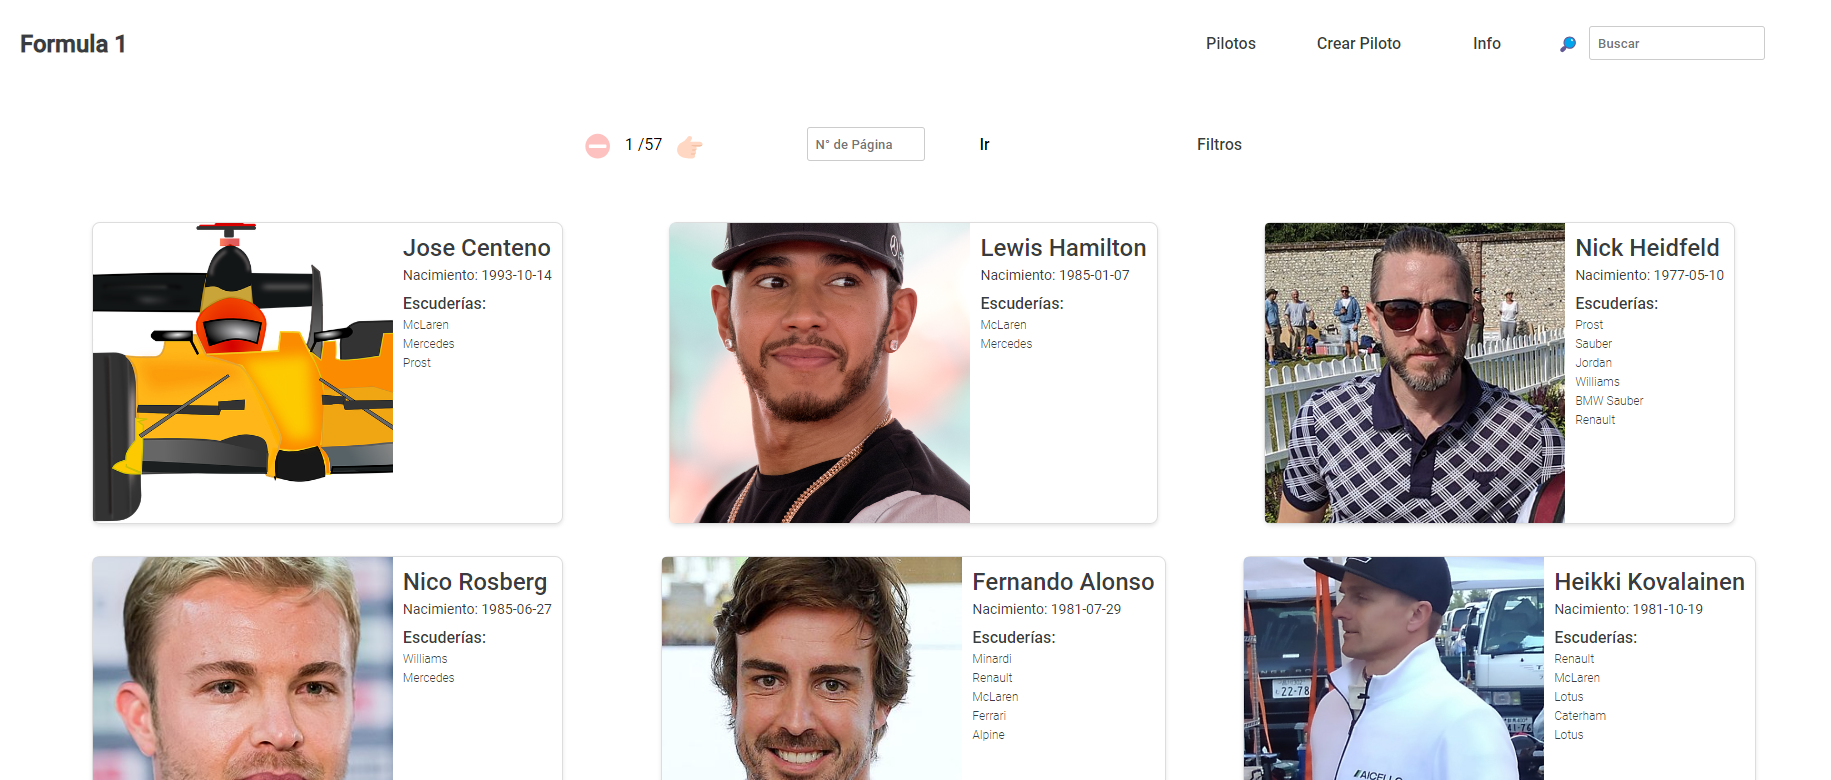 Formula 1
Pilotos
Crear Piloto
Info
Buscar
1 /57
N° de Página
Ir
Filtros
Jose Centeno
Nacimiento: 1993-10-14
Escuderías:
McLaren
Mercedes
Prost
Lewis Hamilton
Nacimiento: 1985-01-07
Escuderías:
McLaren
Mercedes
Nick Heidfeld
Nacimiento: 1977-05-10
Escuderías:
Prost
Sauber
Jordan
Williams
BMW Sauber
Renault
Nico Rosberg
Nacimiento: 1985-06-27
Escuderías:
Williams
Mercedes
Fernando Alonso
Nacimiento: 1981-07-29
Escuderías:
Minardi
Renault
McLaren
Ferrari
Alpine
Heikki Kovalainen
Nacimiento: 1981-10-19
Escuderías:
Renault
McLaren
Lotus
Caterham
Lotus
22-78